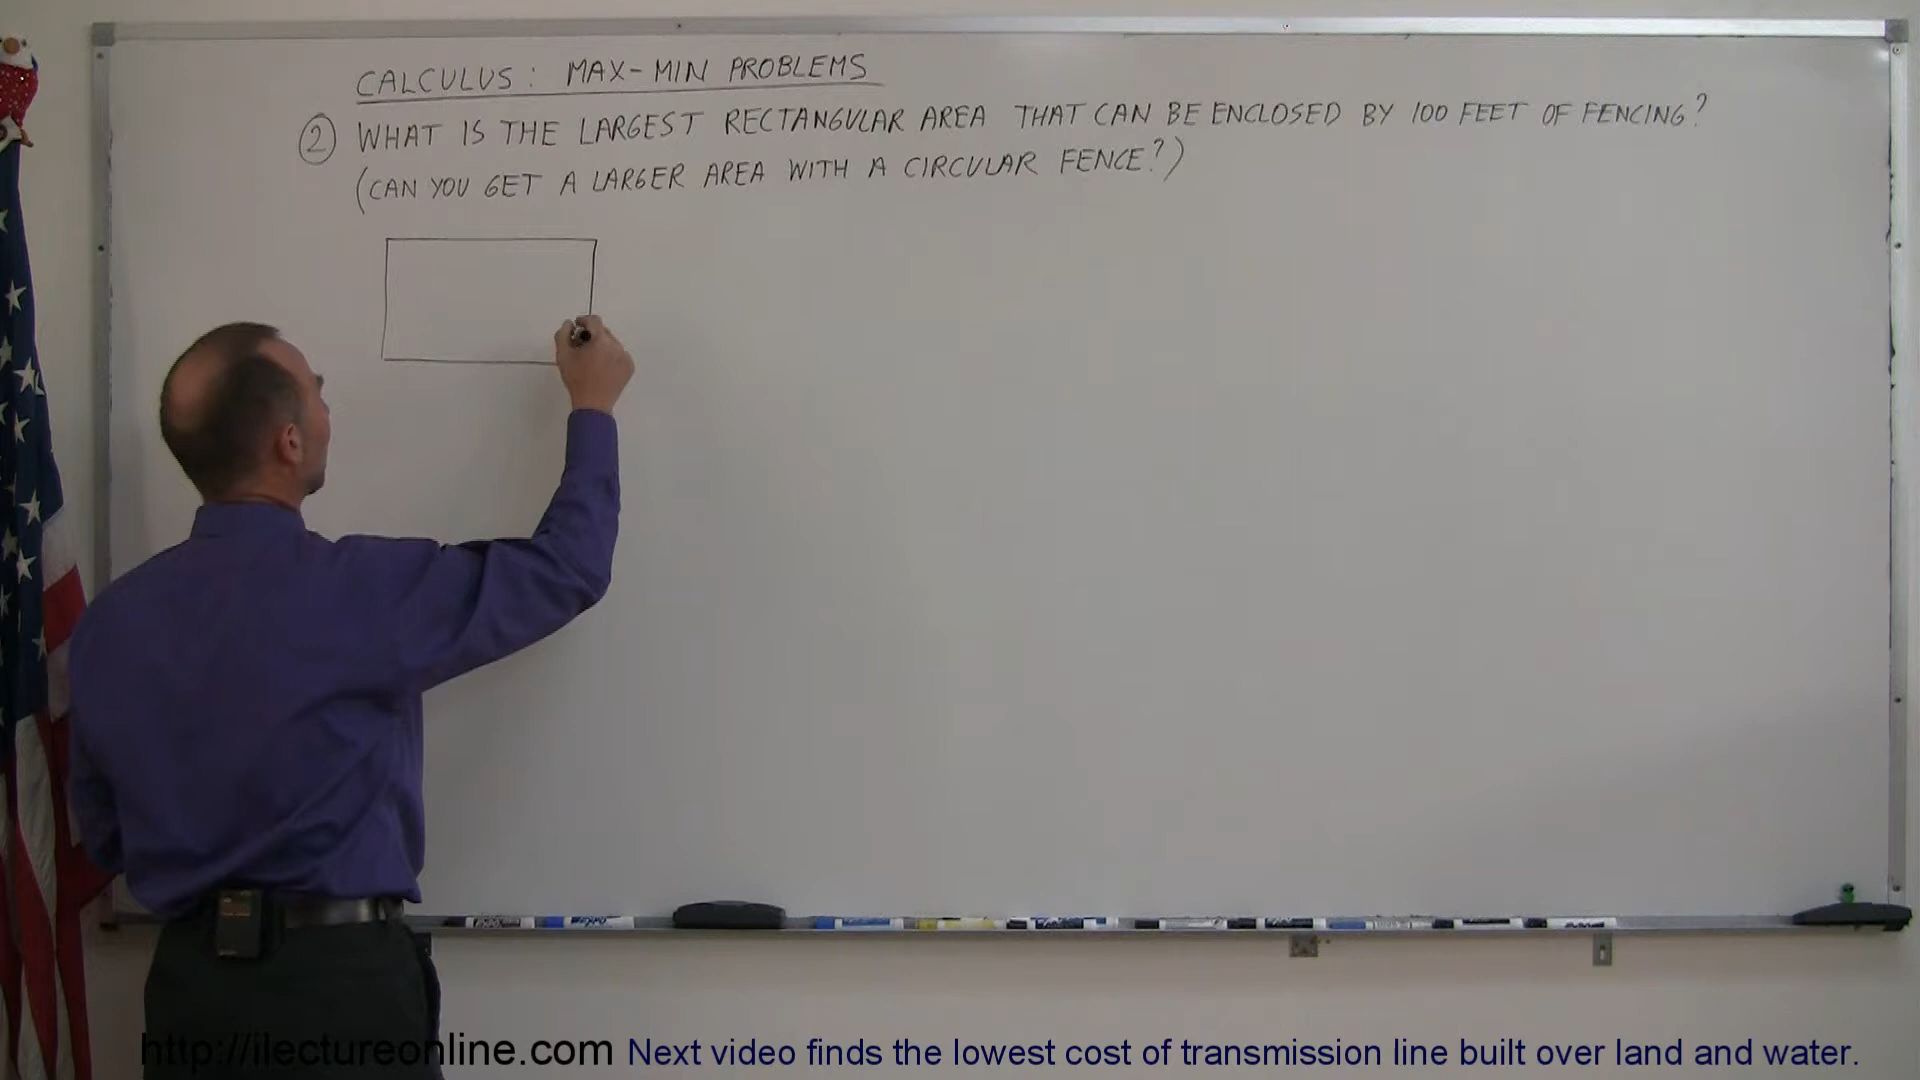 CALCULUS: MAX-MIN PROBLEMS
② WHAT IS THE LARGEST RECTANGULAR AREA THAT CAN BE ENCLOSED BY 100 FEET OF FENCING?
(CAN YOU GET A LARGER AREA WITH A CIRCULAR FENCE?)
http://ilectureonline.com Next video finds the lowest cost of transmission line built over land and water.